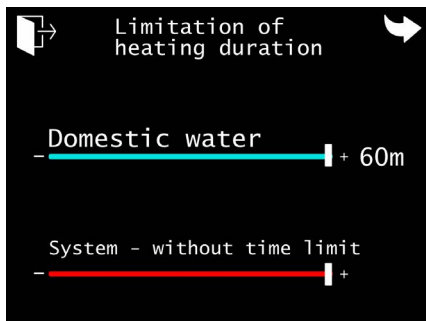 Limitation of
heating duration
Domestic water
– + 60m
System – without time limit
– +